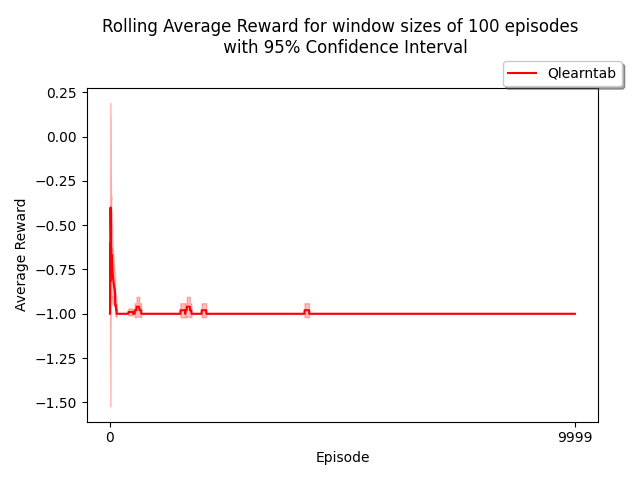 Rolling Average Reward for window sizes of 100 episodes
with 95% Confidence Interval
Qlearntab
Average Reward
0.25
0.00
−0.25
−0.50
−0.75
−1.00
−1.25
−1.50
0
9999
Episode